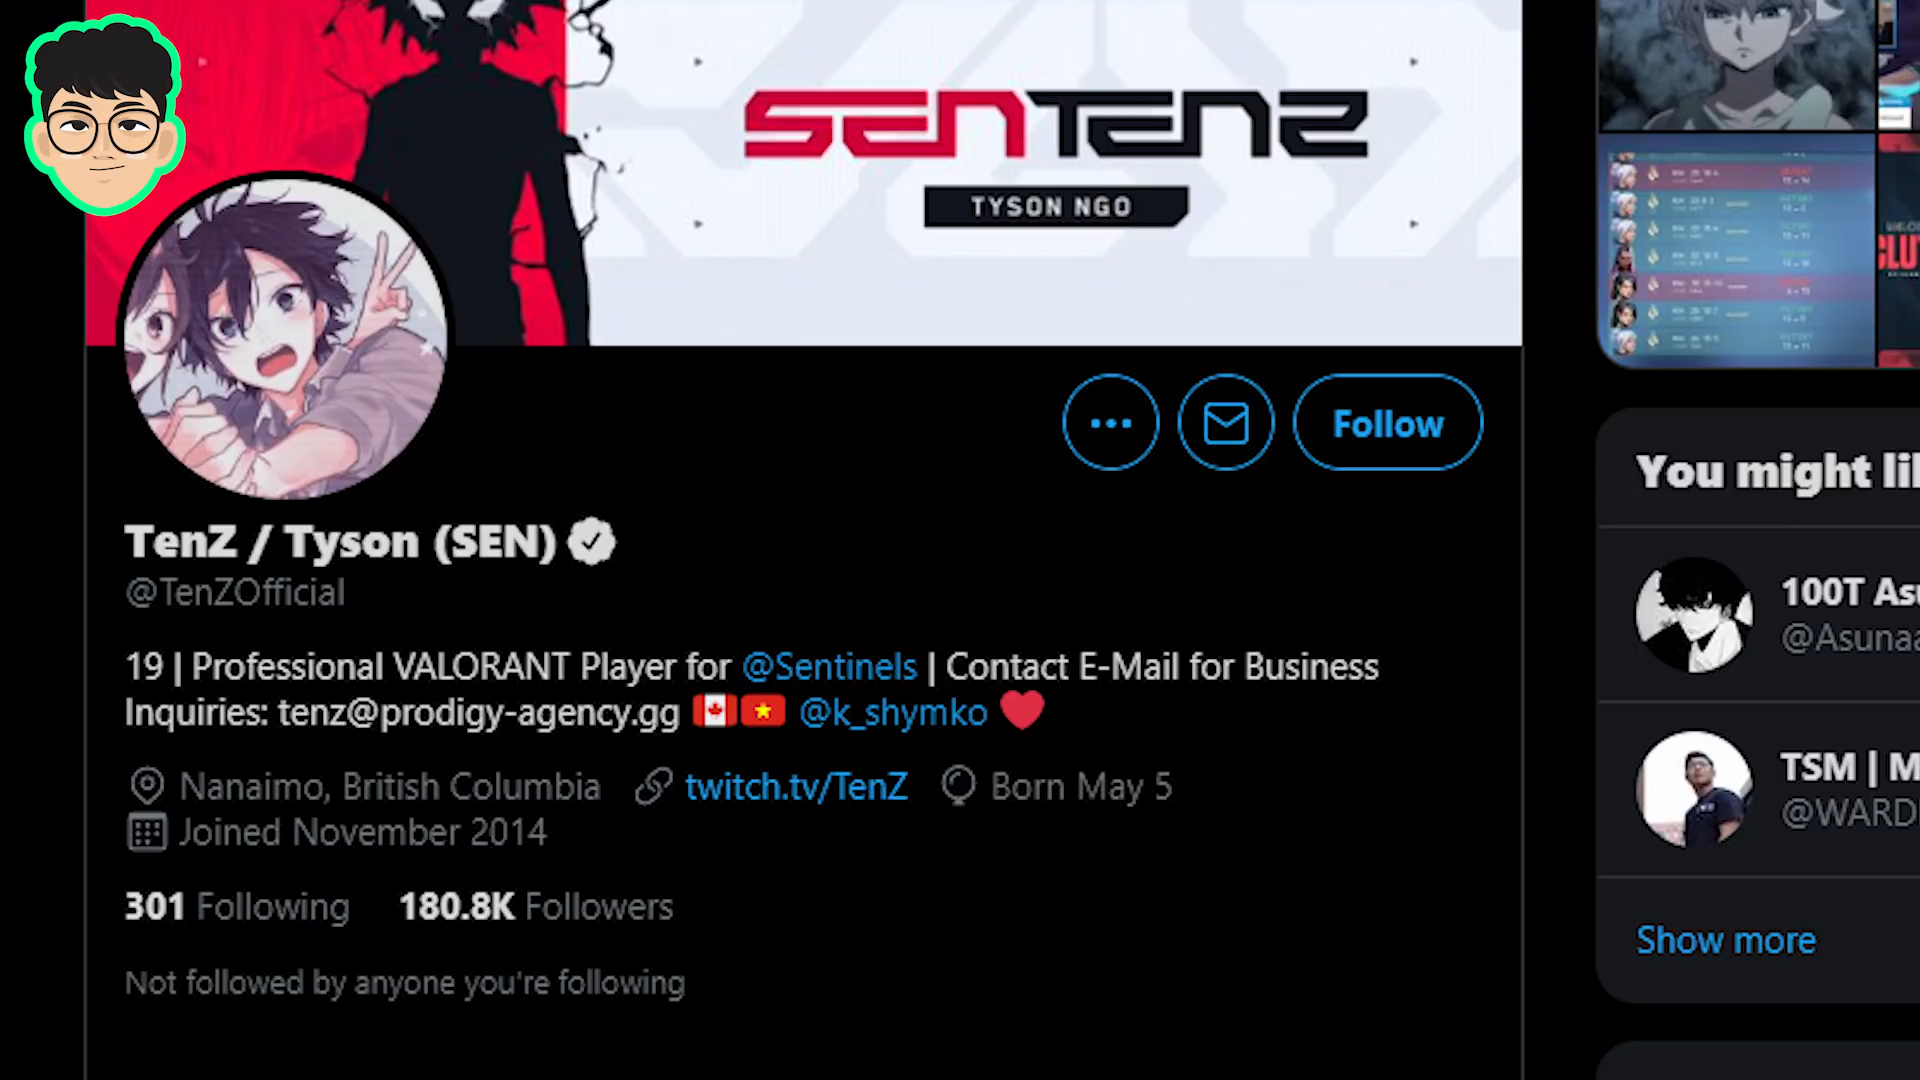 SENTENZ
TYSON NGO
Follow
TenZ / Tyson (SEN)
@TenZOfficial
19 | Professional VALORANT Player for @Sentinels | Contact E-Mail for Business
Inquiries: tenz@prodigy-agency.gg 🇨🇦🇻🇳 @k_shymko ❤️
Nanaimo, British Columbia twitch.tv/TenZ Born May 5
Joined November 2014
301 Following 180.8K Followers
Not followed by anyone you're following
You might li
100T Asu
@Asunaa
TSM | M
@WARD
Show more